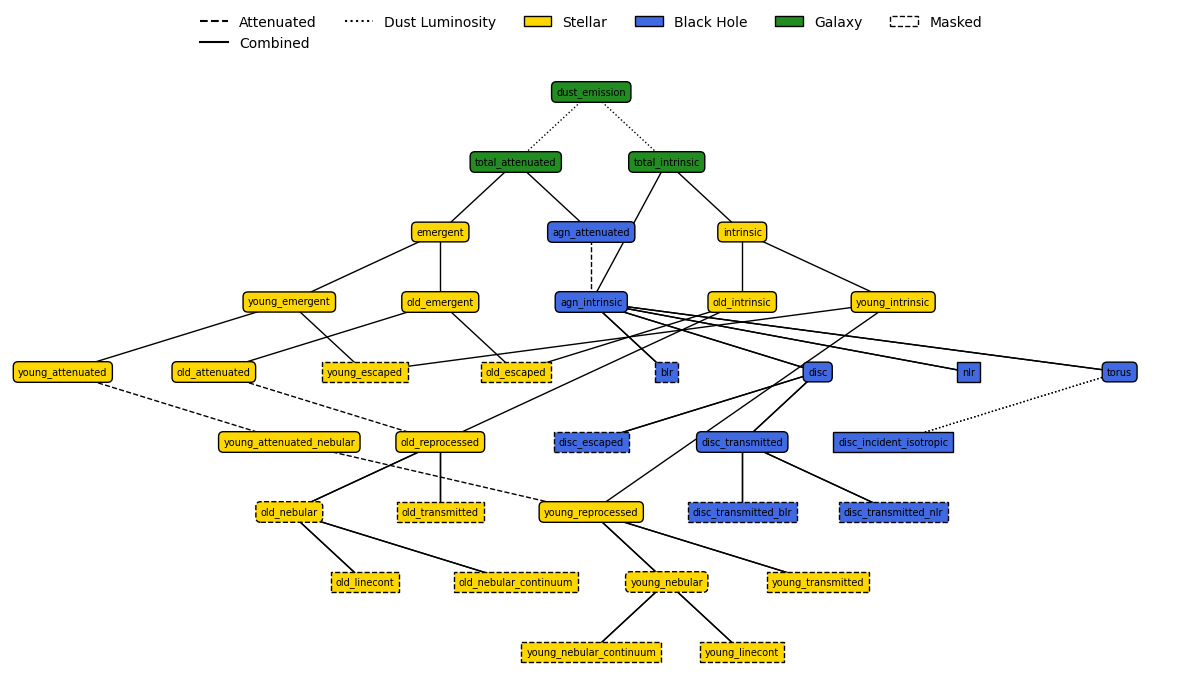 Attenuated Dust Luminosity Stellar Black Hole Galaxy Masked
Combined
dust_emission
total_attenuated total_intrinsic
emergent agn_attenuated intrinsic
young_emergent old_emergent agn_intrinsic old_intrinsic young_intrinsic
young_attenuated old_attenuated young_escaped old_escaped blr disc nlr torus
young_attenuated_nebular old_reprocessed disc_escaped disc_transmitted disc_incident_isotropic
old_nebular old_transmitted young_reprocessed disc_transmitted_blr disc_transmitted_nlr
old_linecont old_nebular_continuum young_nebular young_transmitted
young_nebular_continuum young_linecont